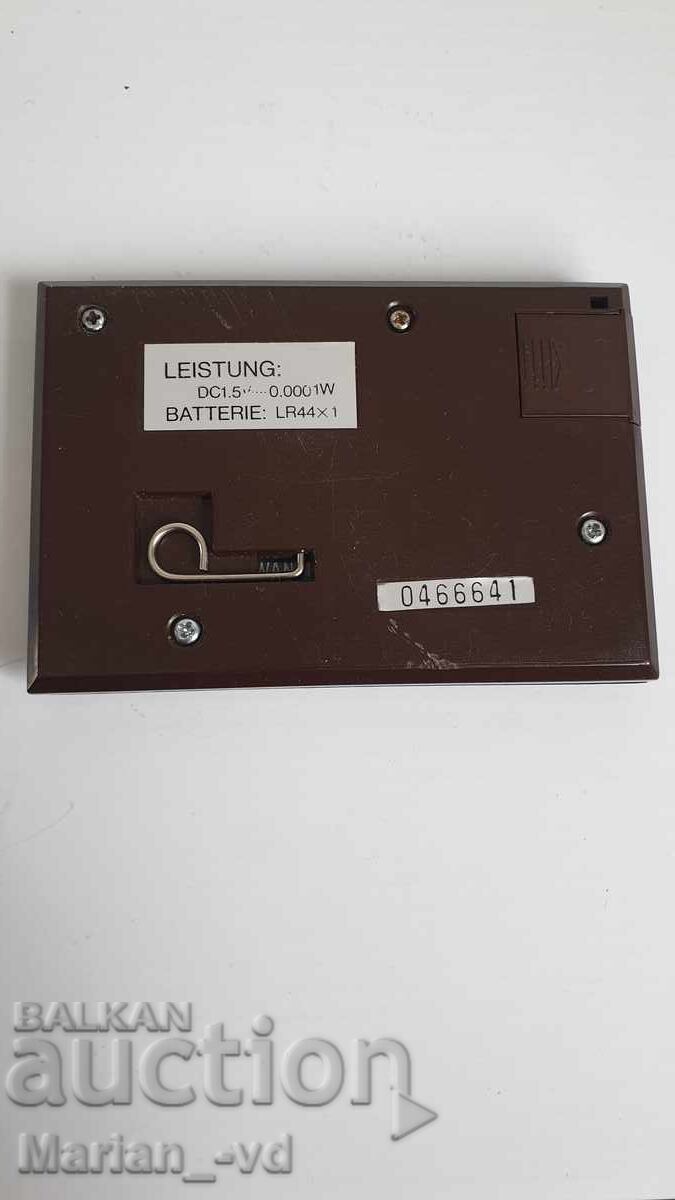 LEISTUNG:
DC1.5V 0.0001W
BATTERIE: LR44×1
0466641
BALKAN
auction
Marian_-vd